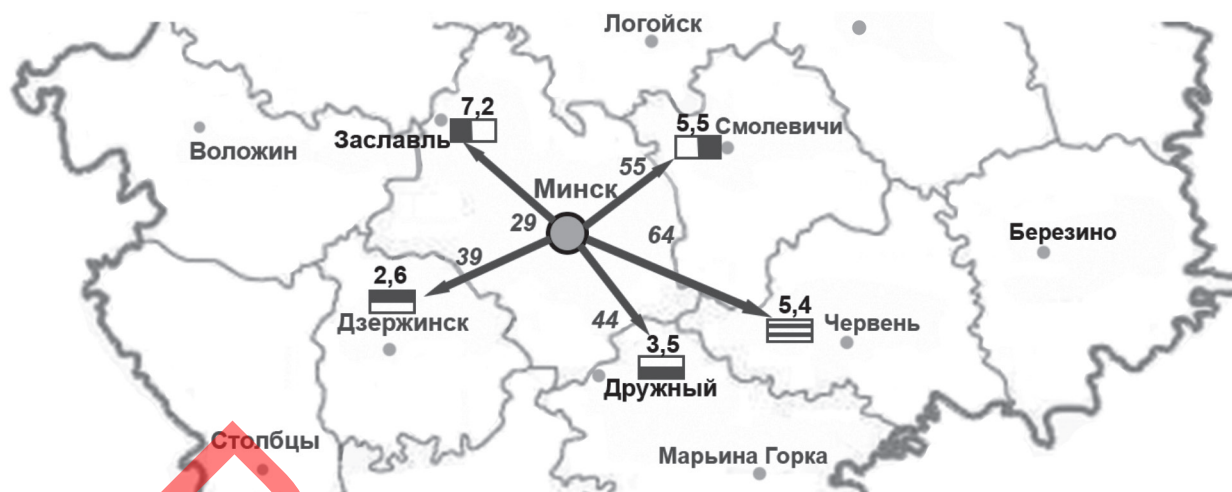 Логойск
7,2
Заславль
5,5
Смолевичи
Воложин
55
Минск
29
64
Березино
39
2,6
Дзержинск
44
5,4
Червень
3,5
Дружный
Столбцы
Марьина Горка